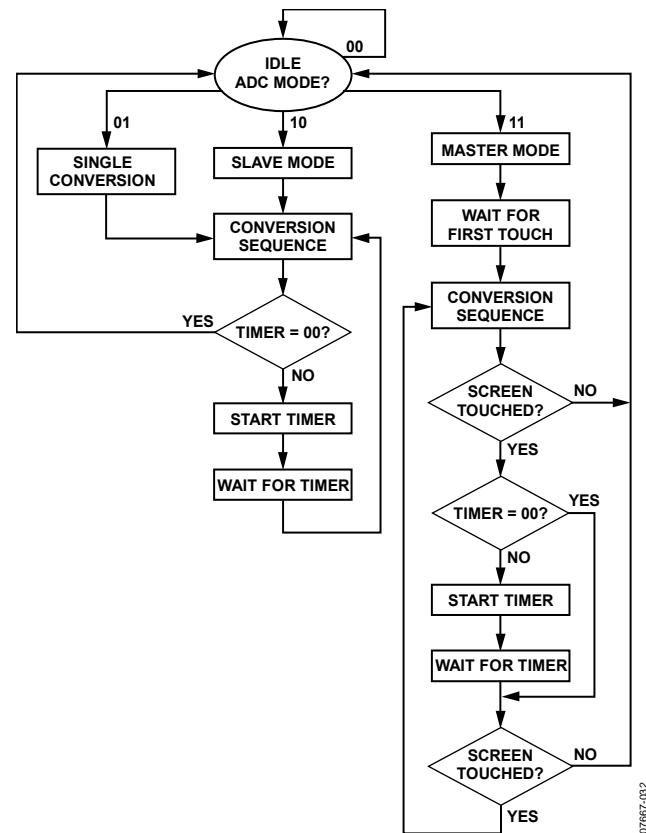 00
IDLE
ADC MODE?
01
10
11
SINGLE
CONVERSION
SLAVE MODE
MASTER MODE
CONVERSION
SEQUENCE
WAIT FOR
FIRST TOUCH
YES
TIMER = 00?
NO
CONVERSION
SEQUENCE
START TIMER
WAIT FOR TIMER
SCREEN
TOUCHED?
NO
YES
TIMER = 00?
YES
NO
START TIMER
WAIT FOR TIMER
SCREEN
TOUCHED?
NO
YES
07667-032